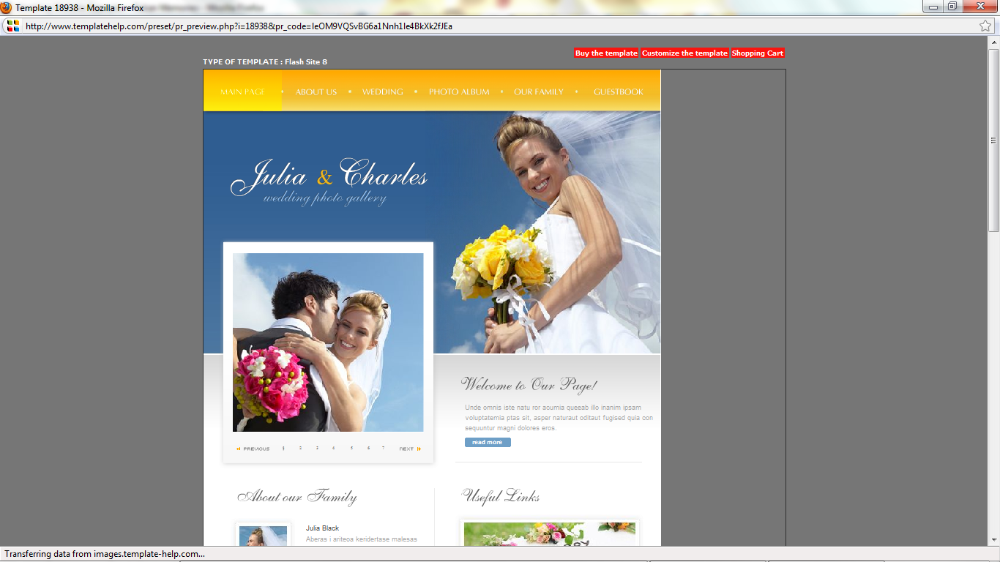 Template 18938 - Mozilla Firefox
http://www.templatehelp.com/preset/pr_preview.php?i=18938&pr_code=IeOM9VQSvBG6a1Nnh1Ie4BkXk2fJEa
Buy the template Customize the template Shopping Cart
TYPE OF TEMPLATE : Flash Site 8
MAIN PAGE • ABOUT US • WEDDING • PHOTO ALBUM • OUR FAMILY • GUESTBOOK
Julia & Charles
wedding photo gallery
PREVIOUS 1 2 3 4 5 6 7 NEXT
Welcome to Our Page!
Unde omnis iste natu ror acumia queeab illo inanim ipsam
voluptatemia ptas sit, asper naturaut oditaut fugised quia con
sequuntur magni dolores eros.
read more
About our Family
Julia Black
Aberas i ariteoa keridertase malesas
Useful Links
Transferring data from images.template-help.com...